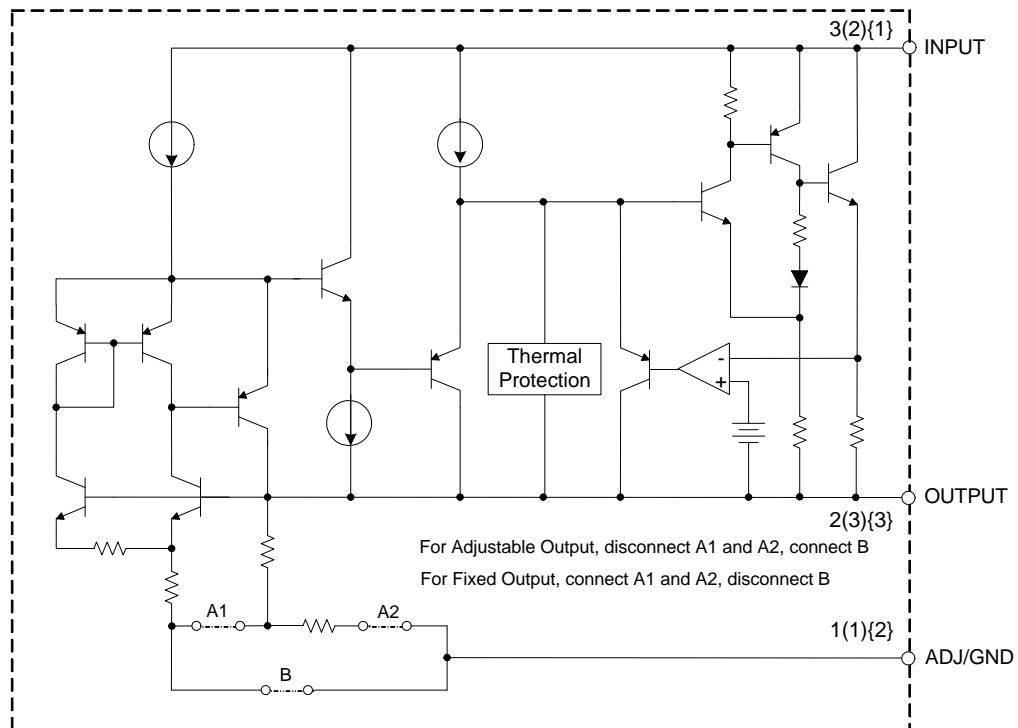 3(2){1}
INPUT
Thermal
Protection
-
+
OUTPUT
2(3){3}
For Adjustable Output, disconnect A1 and A2, connect B
For Fixed Output, connect A1 and A2, disconnect B
A1
A2
1(1){2}
ADJ/GND
B